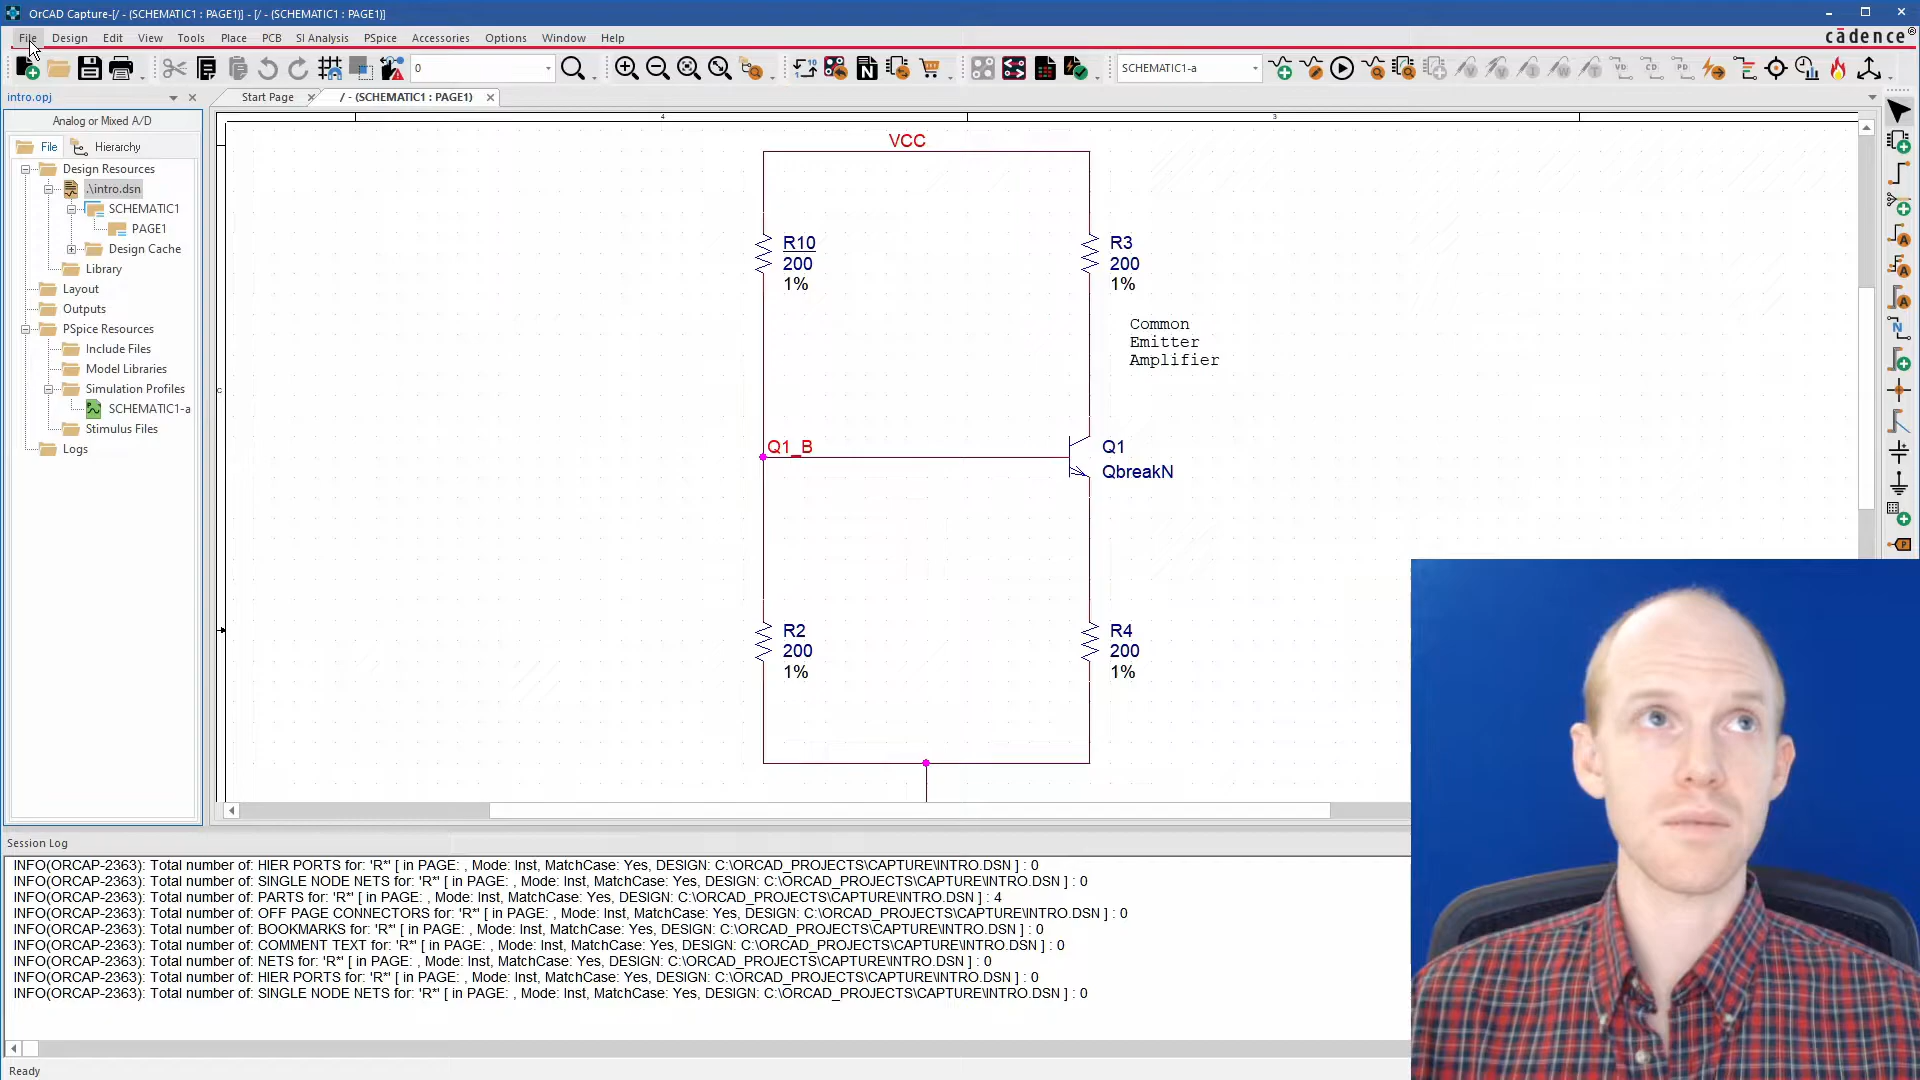 OrCAD Capture-[/ - (SCHEMATIC1 : PAGE1)] - [/ - (SCHEMATIC1 : PAGE1)]
File Design Edit View Tools Place PCB SI Analysis PSpice Accessories Options Window Help
cādence®
0
SCHEMATIC1-a
intro.opj
Start Page
/ - (SCHEMATIC1 : PAGE1)
Analog or Mixed A/D
File
Hierarchy
Design Resources
.\intro.dsn
SCHEMATIC1
PAGE1
Design Cache
Library
Layout
Outputs
PSpice Resources
Include Files
Model Libraries
Simulation Profiles
SCHEMATIC1-a
Stimulus Files
Logs
4
3
C
VCC
R10
200
1%
R3
200
1%
Common
Emitter
Amplifier
Q1_B
Q1
QbreakN
R2
200
1%
R4
200
1%
Session Log
INFO(ORCAP-2363): Total number of: HIER PORTS for: 'R*' [ in PAGE: , Mode: Inst, MatchCase: Yes, DESIGN: C:\ORCAD_PROJECTS\CAPTURE\INTRO.DSN ] : 0
INFO(ORCAP-2363): Total number of: SINGLE NODE NETS for: 'R*' [ in PAGE: , Mode: Inst, MatchCase: Yes, DESIGN: C:\ORCAD_PROJECTS\CAPTURE\INTRO.DSN ] : 0
INFO(ORCAP-2363): Total number of: PARTS for: 'R*' [ in PAGE: , Mode: Inst, MatchCase: Yes, DESIGN: C:\ORCAD_PROJECTS\CAPTURE\INTRO.DSN ] : 4
INFO(ORCAP-2363): Total number of: OFF PAGE CONNECTORS for: 'R*' [ in PAGE: , Mode: Inst, MatchCase: Yes, DESIGN: C:\ORCAD_PROJECTS\CAPTURE\INTRO.DSN ] : 0
INFO(ORCAP-2363): Total number of: BOOKMARKS for: 'R*' [ in PAGE: , Mode: Inst, MatchCase: Yes, DESIGN: C:\ORCAD_PROJECTS\CAPTURE\INTRO.DSN ] : 0
INFO(ORCAP-2363): Total number of: COMMENT TEXT for: 'R*' [ in PAGE: , Mode: Inst, MatchCase: Yes, DESIGN: C:\ORCAD_PROJECTS\CAPTURE\INTRO.DSN ] : 0
INFO(ORCAP-2363): Total number of: NETS for: 'R*' [ in PAGE: , Mode: Inst, MatchCase: Yes, DESIGN: C:\ORCAD_PROJECTS\CAPTURE\INTRO.DSN ] : 0
INFO(ORCAP-2363): Total number of: HIER PORTS for: 'R*' [ in PAGE: , Mode: Inst, MatchCase: Yes, DESIGN: C:\ORCAD_PROJECTS\CAPTURE\INTRO.DSN ] : 0
INFO(ORCAP-2363): Total number of: SINGLE NODE NETS for: 'R*' [ in PAGE: , Mode: Inst, MatchCase: Yes, DESIGN: C:\ORCAD_PROJECTS\CAPTURE\INTRO.DSN ] : 0
Ready